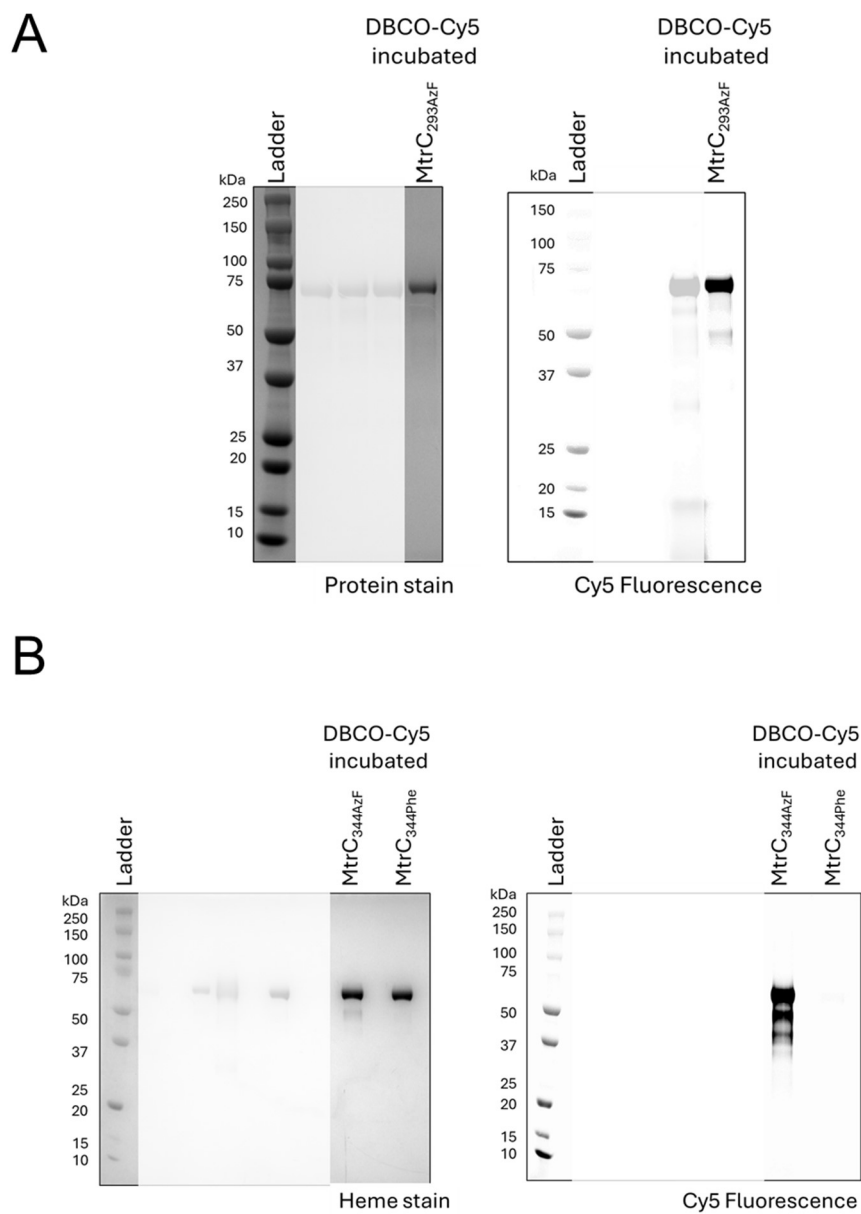 A
DBCO-Cy5
incubated
Ladder
MtrC293AzF
kDa
250
150
100
75
50
37
25
20
15
10
Protein stain
DBCO-Cy5
incubated
Ladder
MtrC293AzF
kDa
150
100
75
50
37
25
20
15
Cy5 Fluorescence
B
DBCO-Cy5
incubated
Ladder
MtrC344AzF
MtrC344Phe
kDa
250
150
100
75
50
37
25
20
15
10
Heme stain
DBCO-Cy5
incubated
Ladder
MtrC344AzF
MtrC344Phe
kDa
250
150
100
75
50
37
25
20
15
10
Cy5 Fluorescence